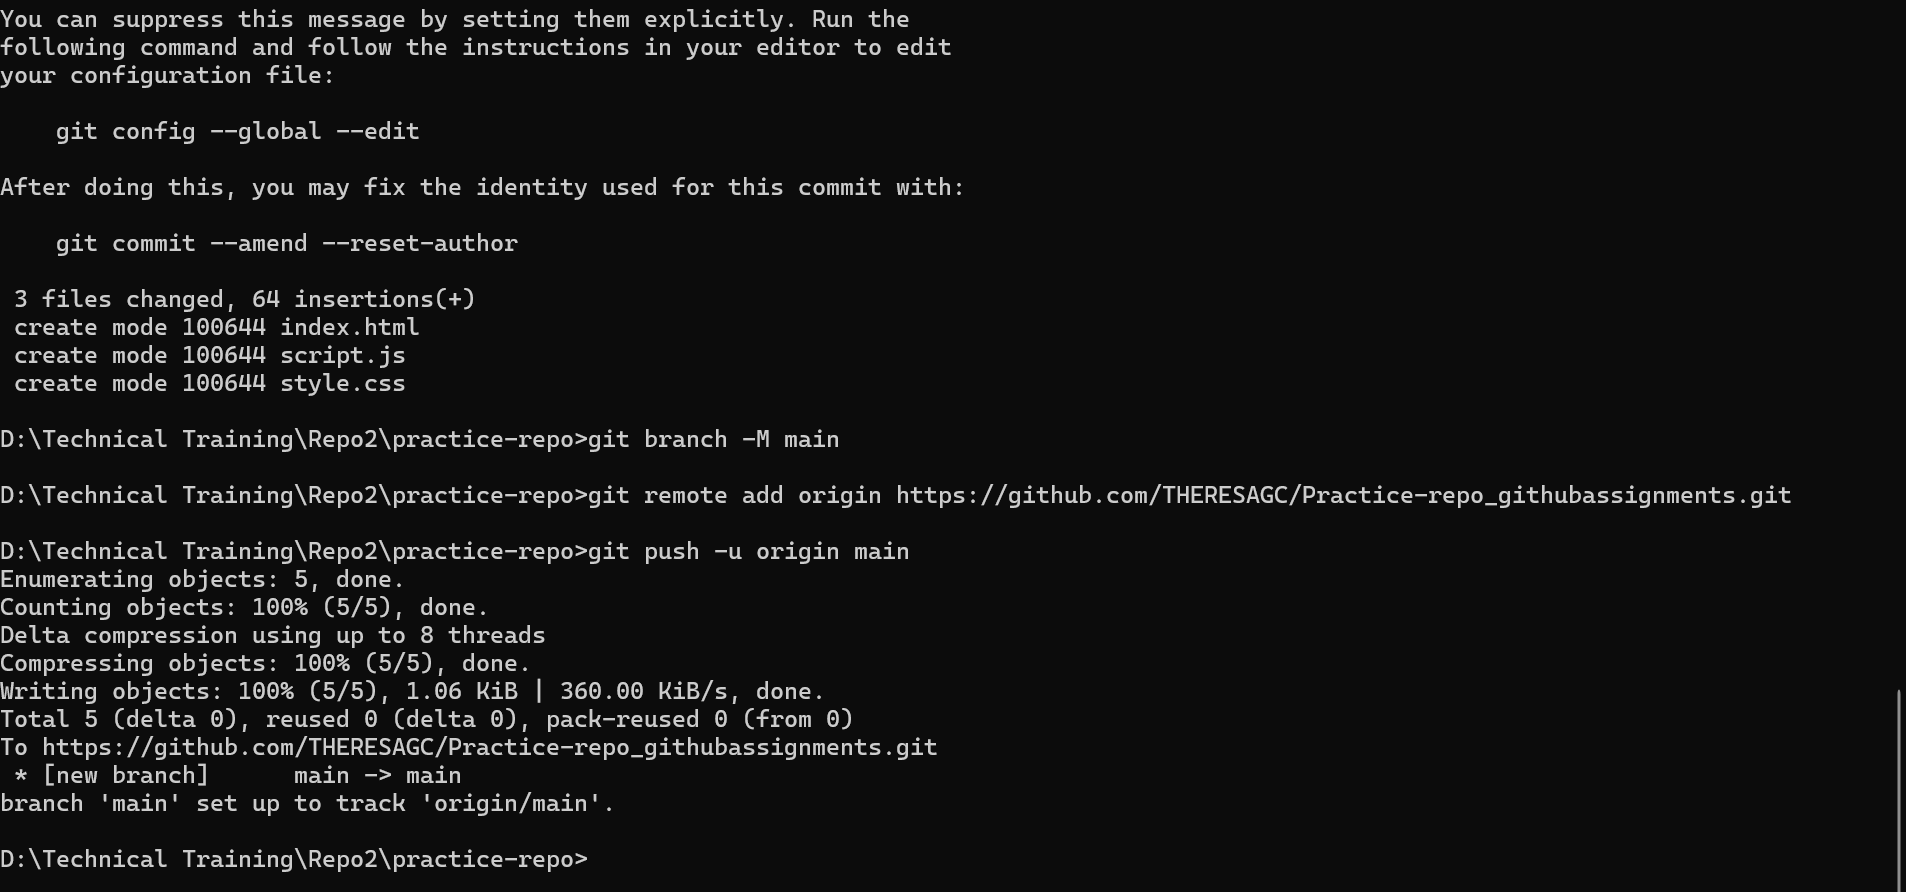 You can suppress this message by setting them explicitly. Run the
following command and follow the instructions in your editor to edit
your configuration file:
    git config --global --edit
After doing this, you may fix the identity used for this commit with:
    git commit --amend --reset-author
 3 files changed, 64 insertions(+)
 create mode 100644 index.html
 create mode 100644 script.js
 create mode 100644 style.css
D:\Technical Training\Repo2\practice-repo>git branch -M main
D:\Technical Training\Repo2\practice-repo>git remote add origin https://github.com/THERESAGC/Practice-repo_githubassignments.git
D:\Technical Training\Repo2\practice-repo>git push -u origin main
Enumerating objects: 5, done.
Counting objects: 100% (5/5), done.
Delta compression using up to 8 threads
Compressing objects: 100% (5/5), done.
Writing objects: 100% (5/5), 1.06 KiB | 360.00 KiB/s, done.
Total 5 (delta 0), reused 0 (delta 0), pack-reused 0 (from 0)
To https://github.com/THERESAGC/Practice-repo_githubassignments.git
 * [new branch]      main -> main
branch 'main' set up to track 'origin/main'.
D:\Technical Training\Repo2\practice-repo>